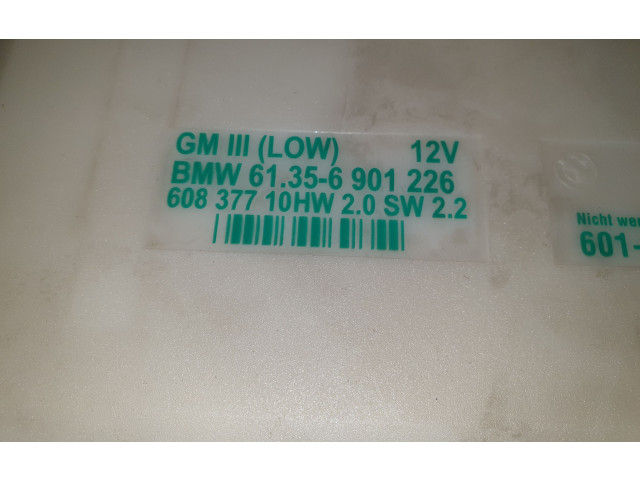 GM III (LOW) 12V
BMW 61.35-6 901 226
608 377 10HW 2.0 SW 2.2
Nicht
601-